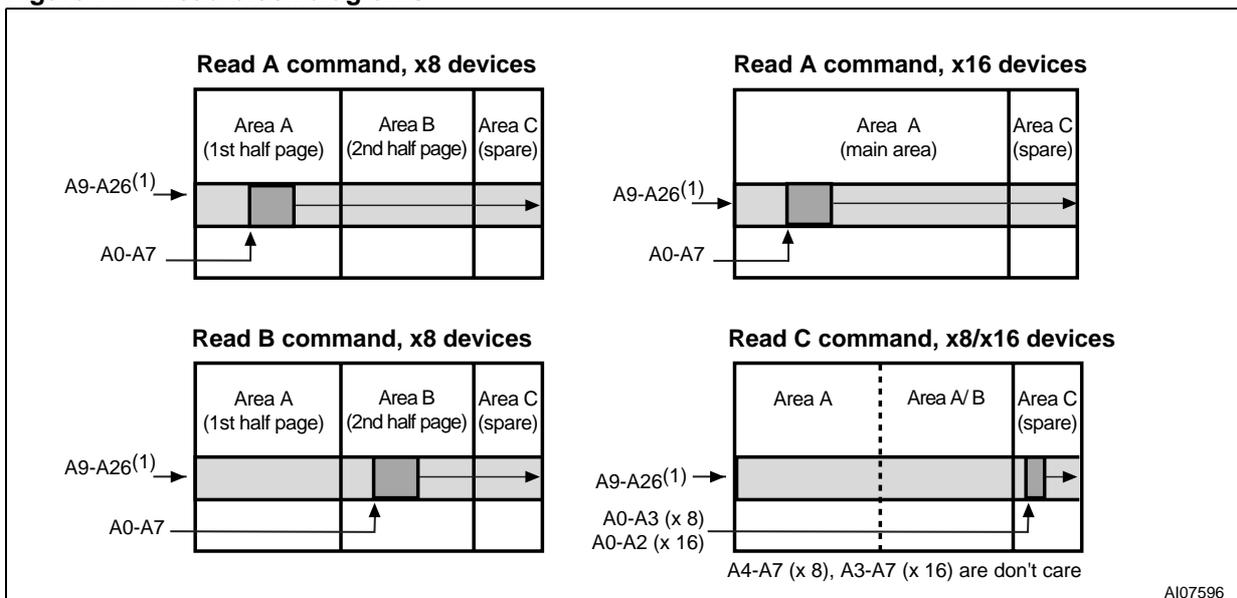 Read A command, x8 devices
Area A
(1st half page)
Area B
(2nd half page)
Area C
(spare)
A9-A26(1)
A0-A7
Read A command, x16 devices
Area A
(main area)
Area C
(spare)
A9-A26(1)
A0-A7
Read B command, x8 devices
Area A
(1st half page)
Area B
(2nd half page)
Area C
(spare)
A9-A26(1)
A0-A7
Read C command, x8/x16 devices
Area A
Area A/ B
Area C
(spare)
A9-A26(1)
A0-A3 (x 8)
A0-A2 (x 16)
A4-A7 (x 8), A3-A7 (x 16) are don't care
AI07596